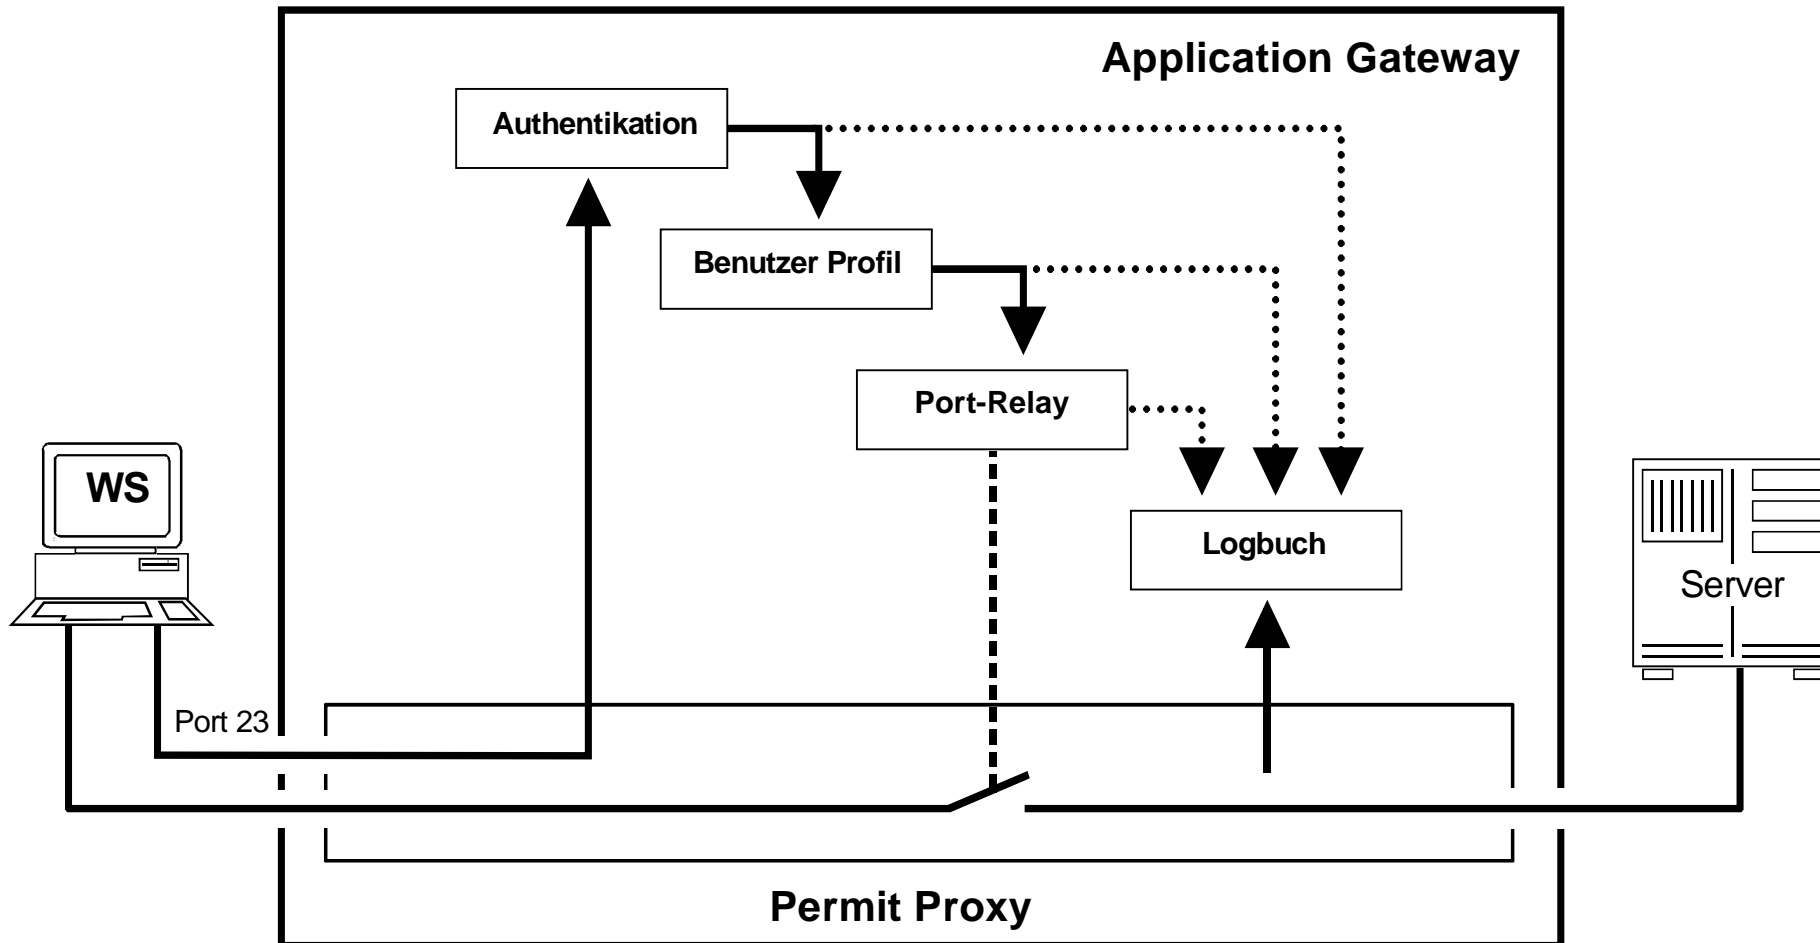 Application Gateway
Authentikation
Benutzer Profil
Port-Relay
WS
Logbuch
Server
Port 23
Permit Proxy